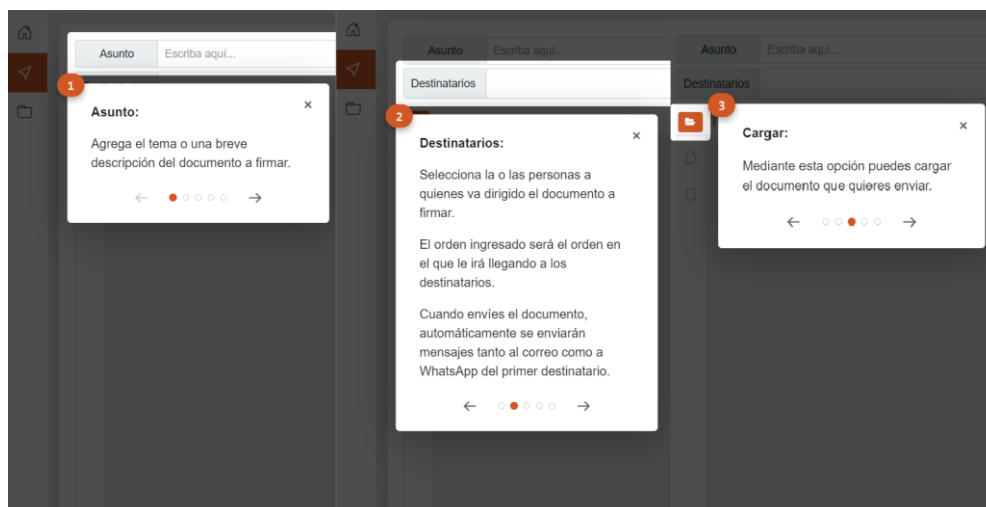 Asunto
Escriba aquí...
1
Asunto:
×
Agrega el tema o una breve
descripción del documento a firmar.
Asunto
Escriba aquí...
Destinatarios
2
Destinatarios:
×
Selecciona la o las personas a
quienes va dirigido el documento a
firmar.
El orden ingresado será el orden en
el que le irá llegando a los
destinatarios.
Cuando envíes el documento,
automáticamente se enviarán
mensajes tanto al correo como a
WhatsApp del primer destinatario.
Asunto
Escriba aquí...
Destinatarios
3
Cargar:
×
Mediante esta opción puedes cargar
el documento que quieres enviar.